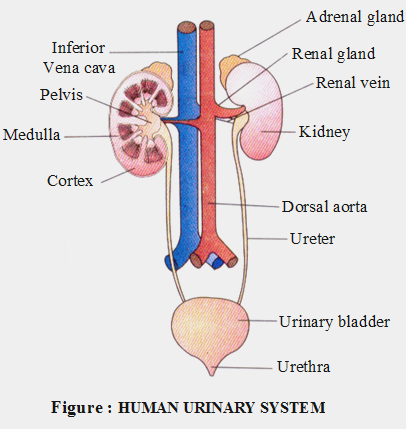 Adrenal gland
Inferior
Vena cava
Renal gland
Renal vein
Pelvis
Medulla
Kidney
Cortex
Dorsal aorta
Ureter
Urinary bladder
Urethra
Figure : HUMAN URINARY SYSTEM